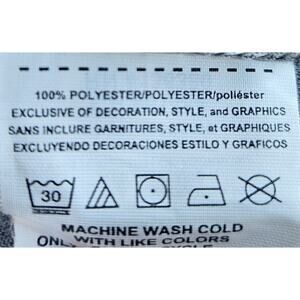 100% POLYESTER/POLYESTER/poliéster
EXCLUSIVE OF DECORATION, STYLE, and GRAPHICS
SANS INCLURE GARNITURES, STYLE, et GRAPHIQUES
EXCLUYENDO DECORACIONES ESTILO Y GRAFICOS
30
MACHINE WASH COLD
WITH LIKE COLORS